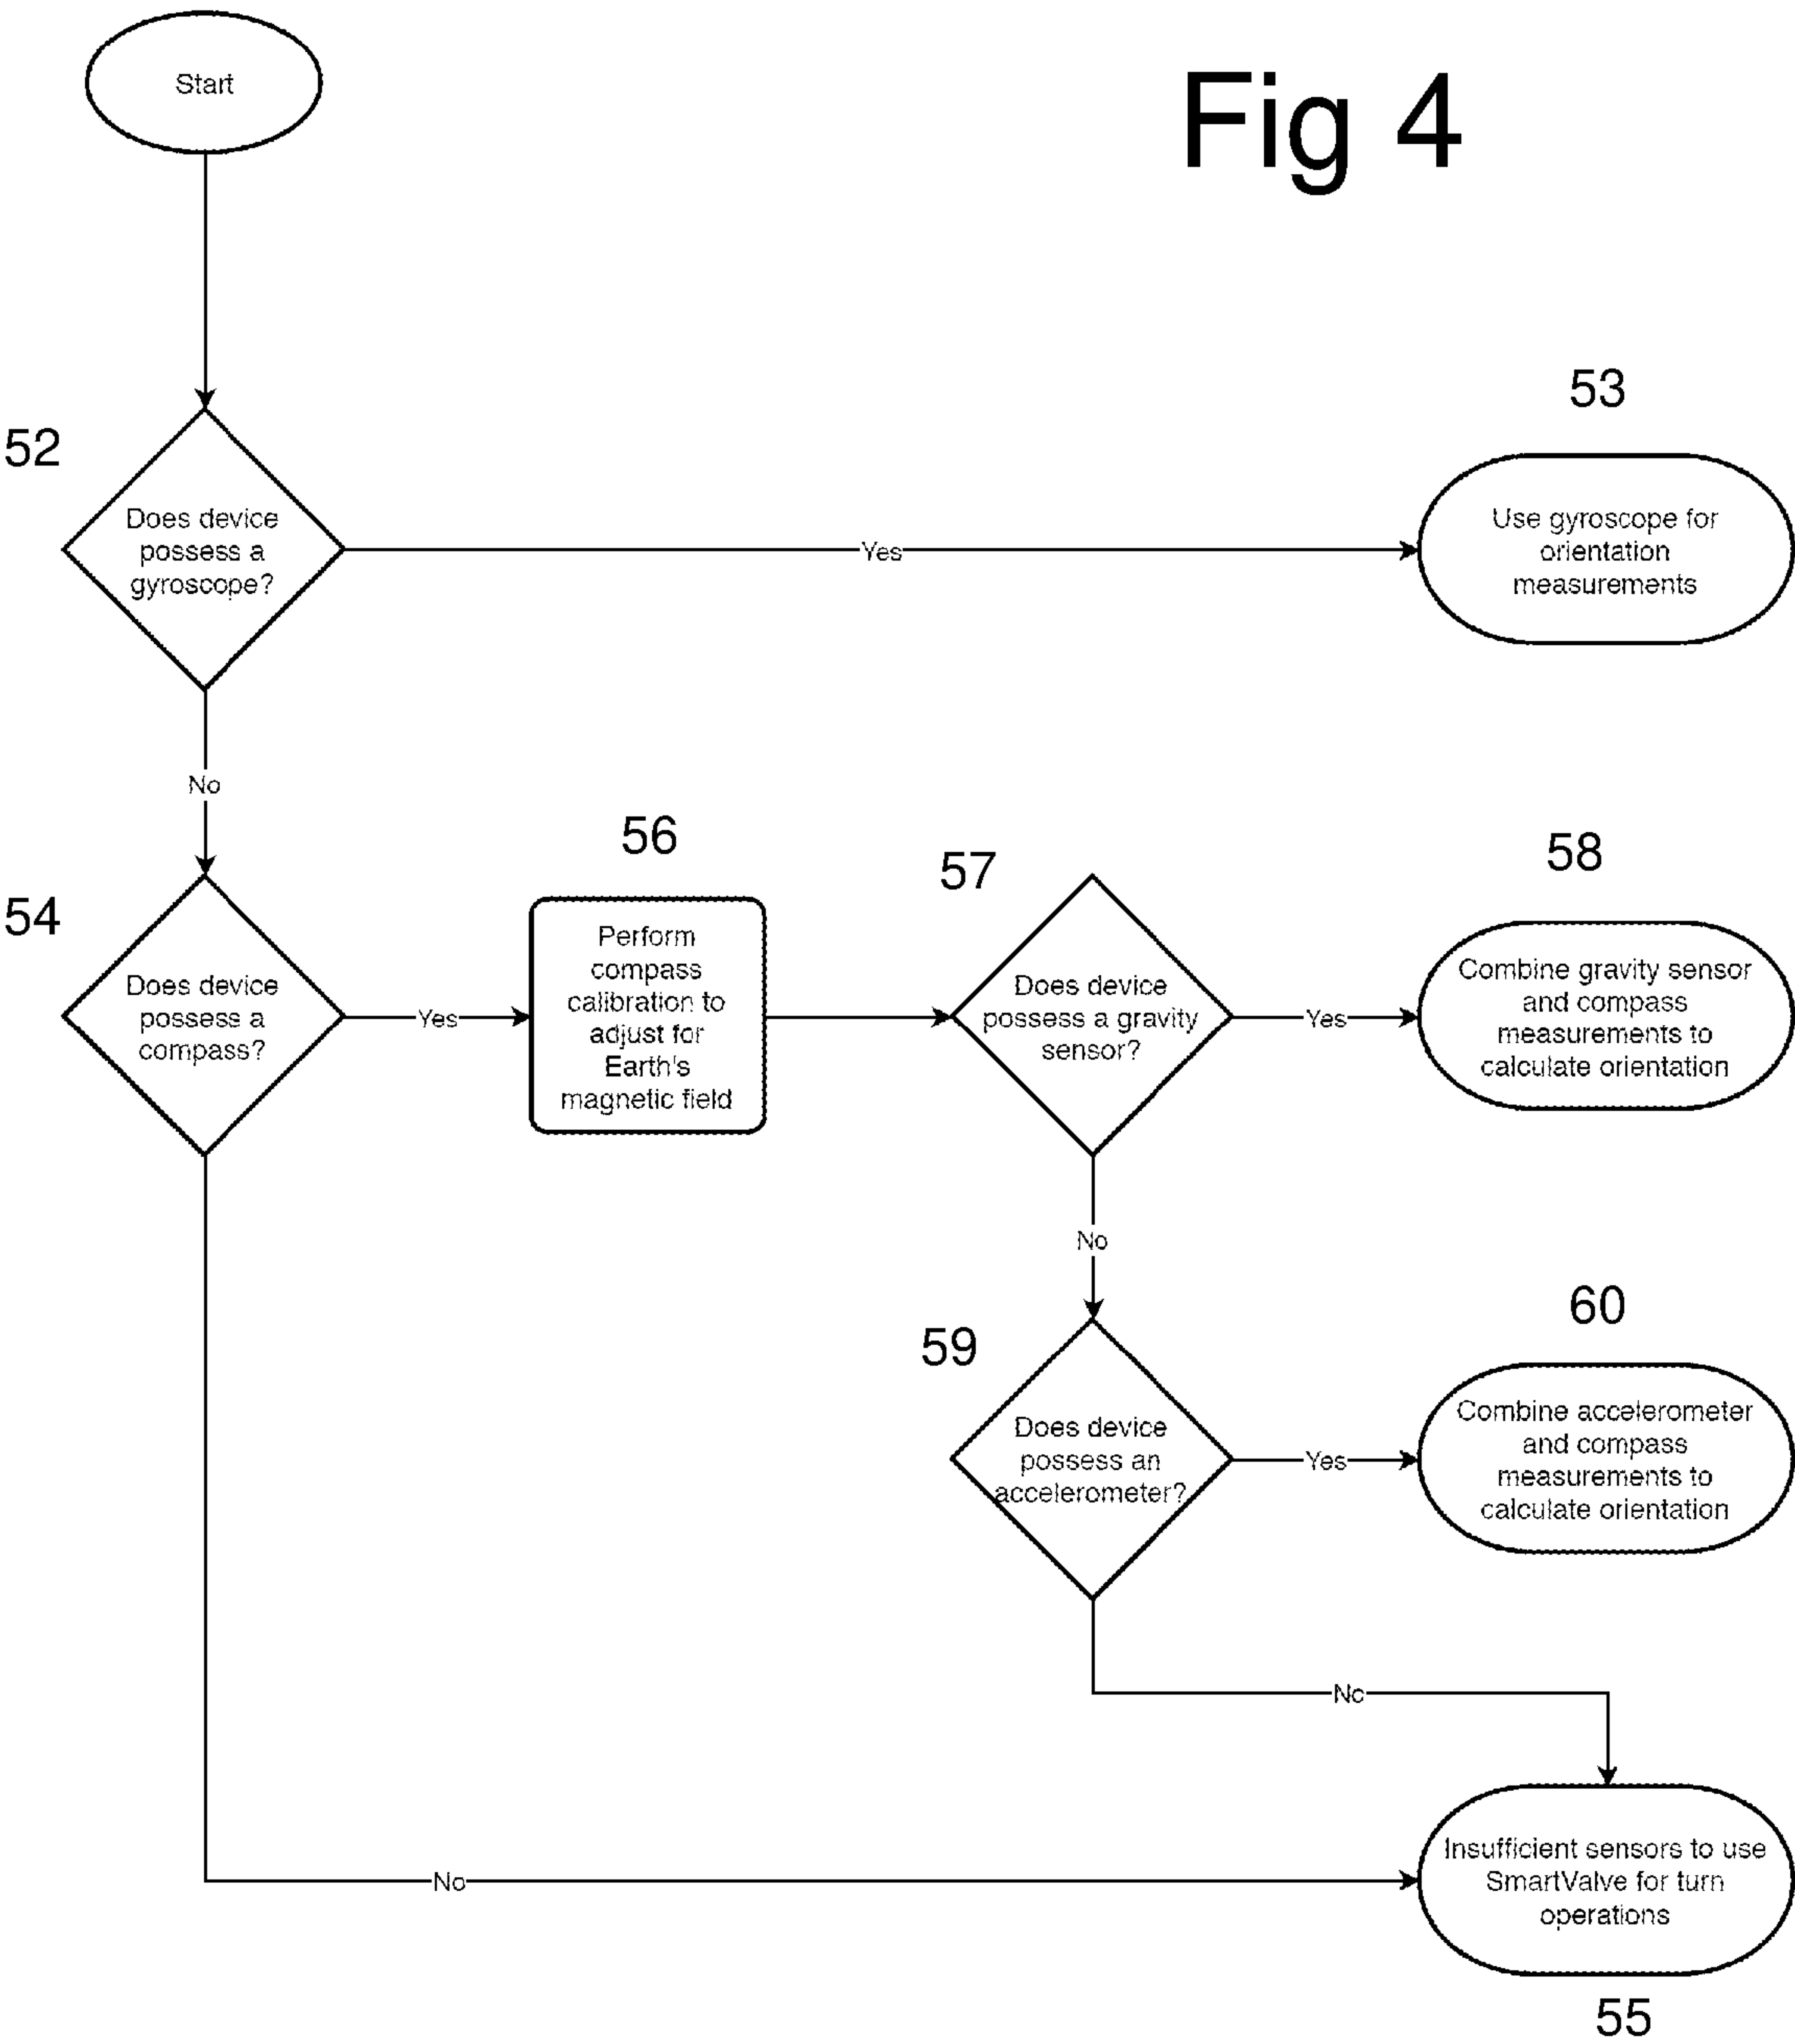 Start
Fig 4
52
Does device
possess a
gyroscope?
Yes
53
Use gyroscope for
orientation
measurements
No
54
Does device
possess a
compass?
Yes
56
Perform
compass
calibration to
adjust for
Earth's
magnetic field
57
Does device
possess a gravity
sensor?
Yes
58
Combine gravity sensor
and compass
measurements to
calculate orientation
No
59
Does device
possess an
accelerometer?
Yes
60
Combine accelerometer
and compass
measurements to
calculate orientation
No
No
Insufficient sensors to use
SmartValve for turn
operations
55